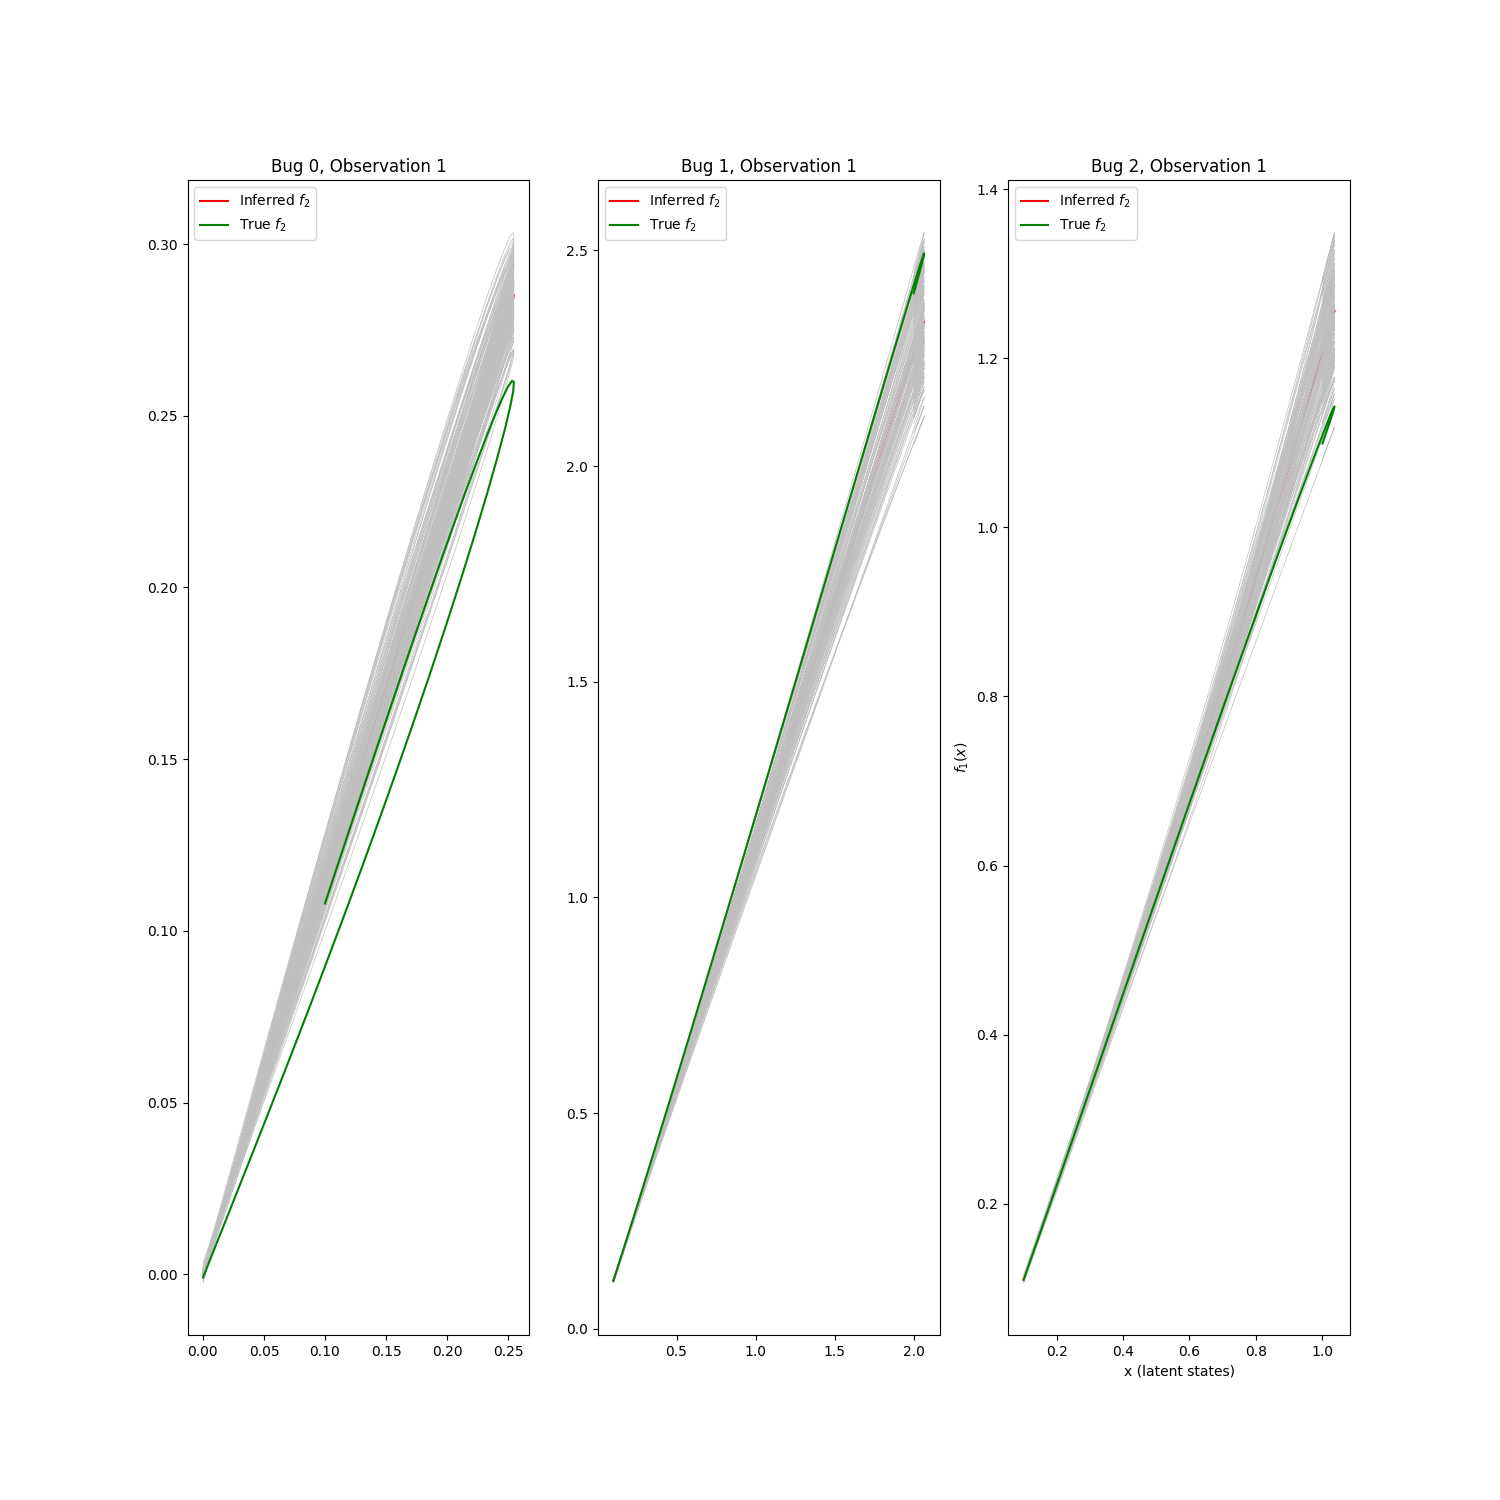 Bug 0, Observation 1
Inferred f₂
True f₂
0.30
0.25
0.20
0.15
0.10
0.05
0.00
0.00 0.05 0.10 0.15 0.20 0.25
Bug 1, Observation 1
Inferred f₂
True f₂
2.5
2.0
1.5
1.0
0.5
0.0
0.5 1.0 1.5 2.0
Bug 2, Observation 1
Inferred f₂
True f₂
f₁(x)
1.4
1.2
1.0
0.8
0.6
0.4
0.2
0.2 0.4 0.6 0.8 1.0
x (latent states)